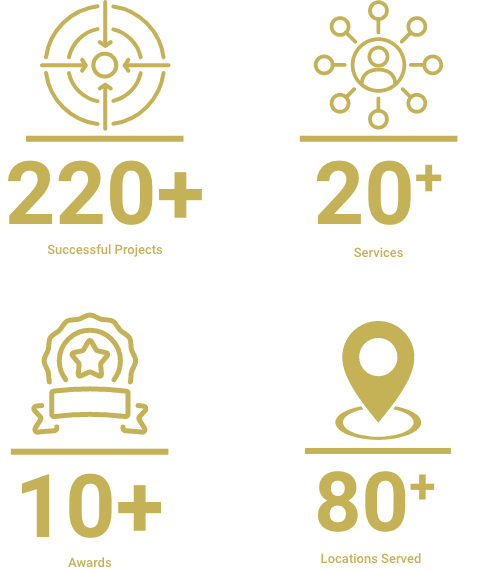 220+
20+
Successful Projects
Services
10+
80+
Awards
Locations Served